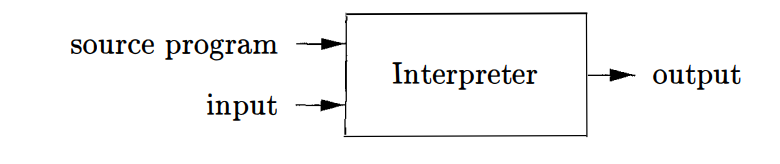 source program
input
Interpreter
output